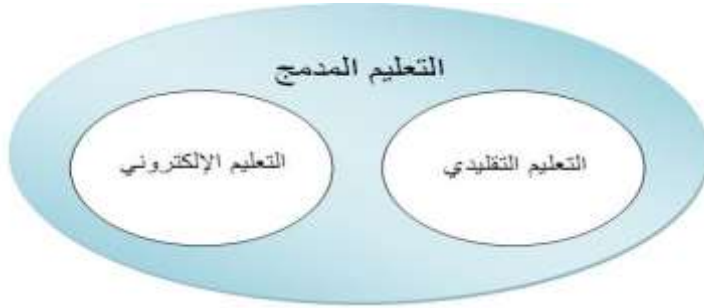 التعليم المدمج
التعليم التقليدي
التعليم الإلكتروني